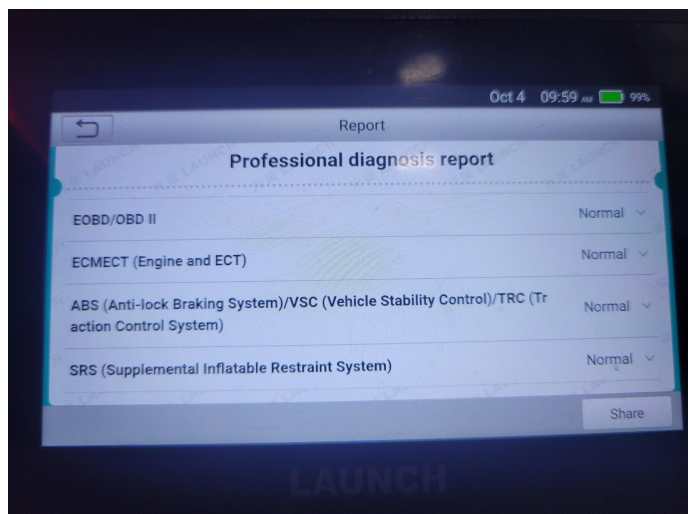 Oct 4 09:59 AM 99%
Report
Professional diagnosis report
EOBD/OBD II Normal
ECMECT (Engine and ECT) Normal
ABS (Anti-lock Braking System)/VSC (Vehicle Stability Control)/TRC (Tr
action Control System) Normal
SRS (Supplemental Inflatable Restraint System) Normal
Share
LAUNCH